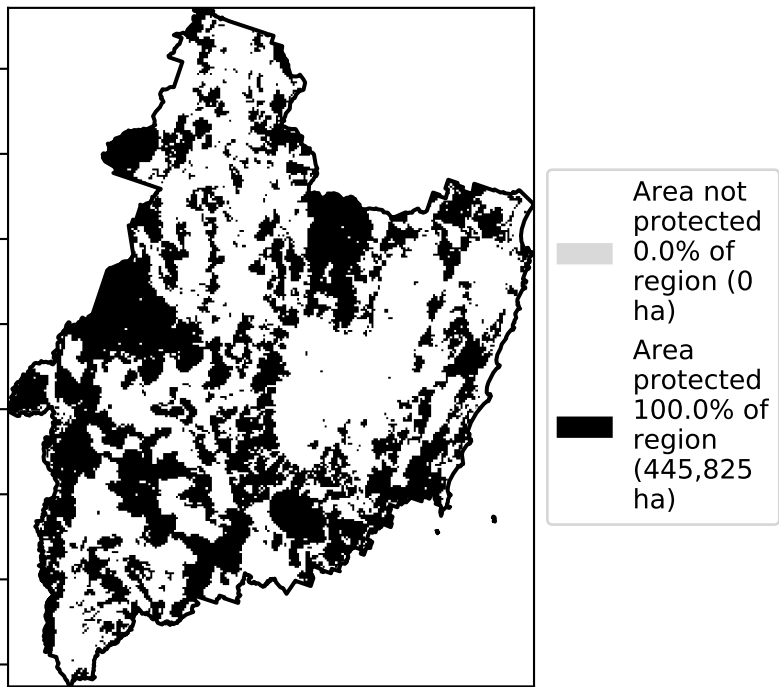 Area not
protected
0.0% of
region (0
ha)
Area
protected
100.0% of
region
(445,825
ha)